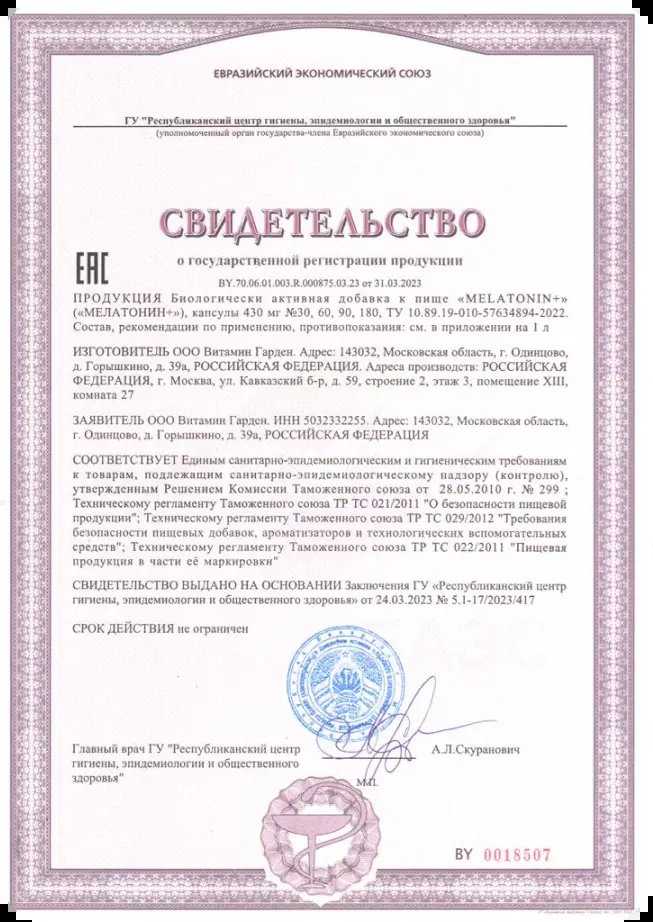 ЕВРАЗИЙСКИЙ ЭКОНОМИЧЕСКИЙ СОЮЗ
ГУ "Республиканский центр гигиены, эпидемиологии и общественного здоровья"
(уполномоченный орган государства-члена Евразийского экономического союза)
СВИДЕТЕЛЬСТВО
о государственной регистрации продукции
EAC
BY.70.06.01.003.R.000875.03.23 от 31.03.2023
ПРОДУКЦИЯ Биологически активная добавка к пище «MELATONIN+»
(«МЕЛАТОНИН+»), капсулы 430 мг №30, 60, 90, 180, ТУ 10.89.19-010-57634894-2022.
Состав, рекомендации по применению, противопоказания: см. в приложении на 1 л
ИЗГОТОВИТЕЛЬ ООО Витамин Гарден. Адрес: 143032, Московская область, г. Одинцово,
д. Горышкино, д. 39а, РОССИЙСКАЯ ФЕДЕРАЦИЯ. Адреса производств: РОССИЙСКАЯ
ФЕДЕРАЦИЯ, г. Москва, ул. Кавказский б-р, д. 59, строение 2, этаж 3, помещение XIII,
комната 27
ЗАЯВИТЕЛЬ ООО Витамин Гарден. ИНН 5032332255. Адрес: 143032, Московская область,
г. Одинцово, д. Горышкино, д. 39а, РОССИЙСКАЯ ФЕДЕРАЦИЯ
СООТВЕТСТВУЕТ Единым санитарно-эпидемиологическим и гигиеническим требованиям
к товарам, подлежащим санитарно-эпидемиологическому надзору (контролю),
утвержденным Решением Комиссии Таможенного союза от 28.05.2010 г. № 299 ;
Техническому регламенту Таможенного союза ТР ТС 021/2011 "О безопасности пищевой
продукции"; Техническому регламенту Таможенного союза ТР ТС 029/2012 "Требования
безопасности пищевых добавок, ароматизаторов и технологических вспомогательных
средств"; Техническому регламенту Таможенного союза ТР ТС 022/2011 "Пищевая
продукция в части её маркировки"
СВИДЕТЕЛЬСТВО ВЫДАНО НА ОСНОВАНИИ Заключения ГУ «Республиканский центр
гигиены, эпидемиологии и общественного здоровья» от 24.03.2023 № 5.1-17/2023/417
СРОК ДЕЙСТВИЯ не ограничен
Главный врач ГУ "Республиканский центр
гигиены, эпидемиологии и общественного
здоровья"
А.Л.Скуранович
М.П.
BY 0018507